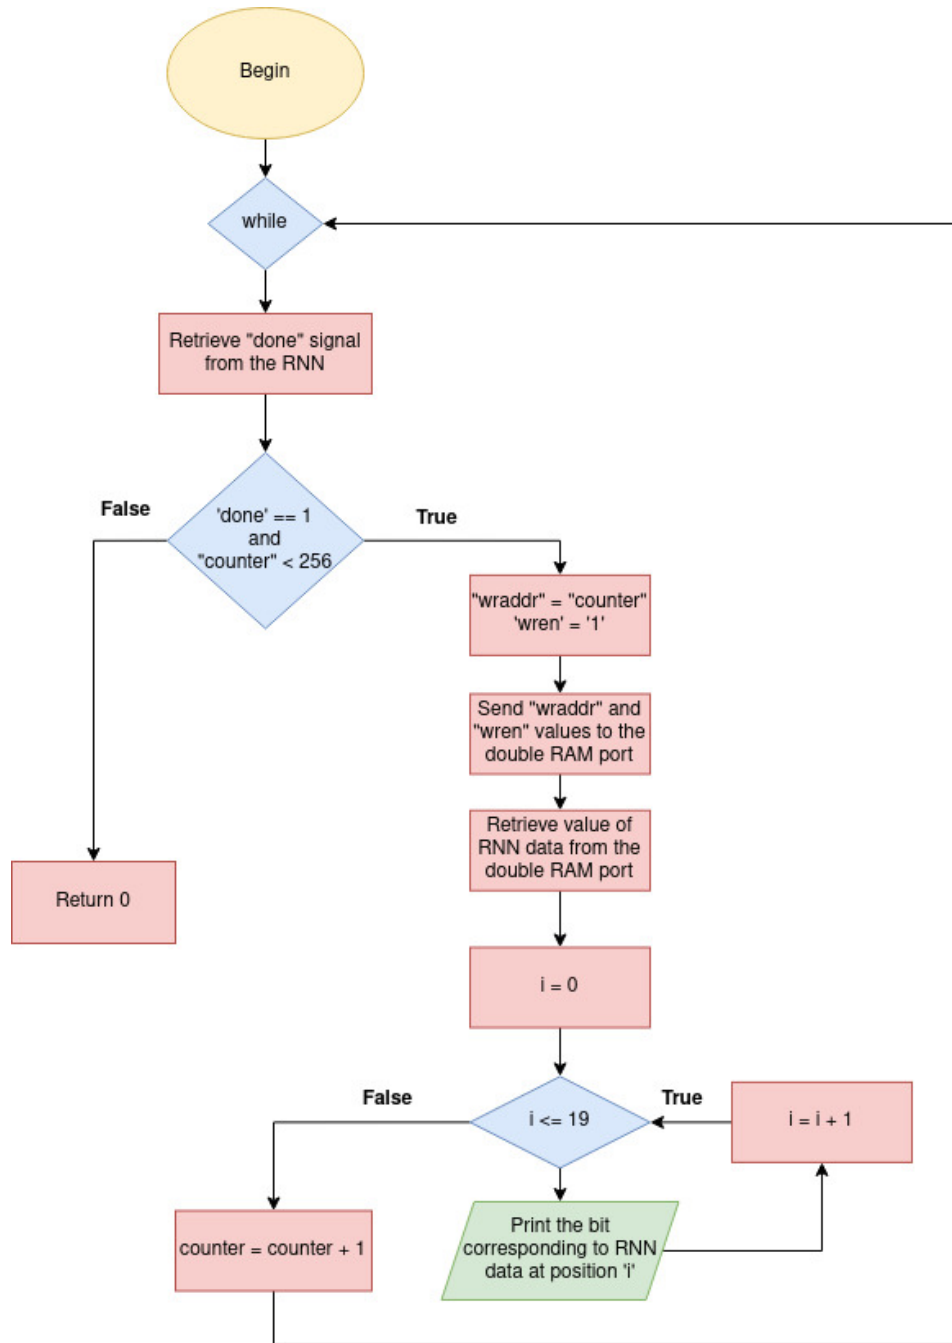 Begin
while
Retrieve "done" signal
from the RNN
False
'done' == 1
and
"counter" < 256
True
"wraddr" = "counter"
'wren' = '1'
Send "wraddr" and
"wren" values to the
double RAM port
Retrieve value of
RNN data from the
double RAM port
Return 0
i = 0
False
i <= 19
True
i = i + 1
Print the bit
corresponding to RNN
data at position 'i'
counter = counter + 1